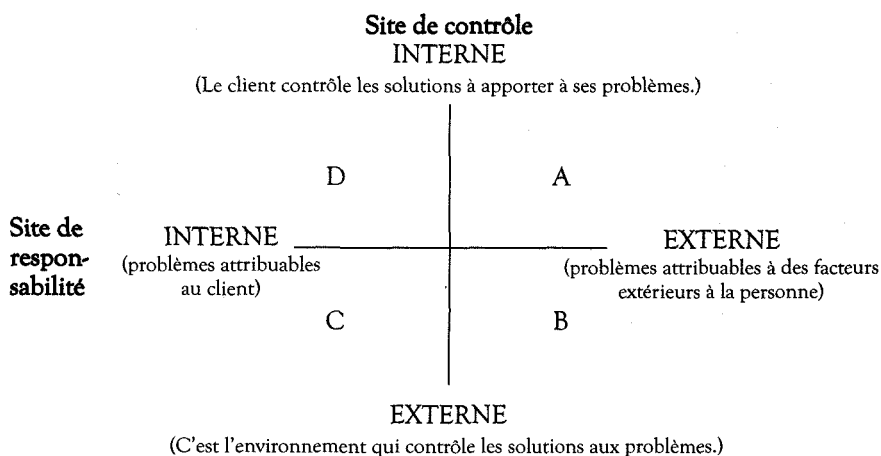 Site de contrôle
INTERNE
(Le client contrôle les solutions à apporter à ses problèmes.)
D
A
Site de
respon-
sabilité
INTERNE
(problèmes attribuables
au client)
EXTERNE
(problèmes attribuables à des facteurs
extérieurs à la personne)
C
B
EXTERNE
(C'est l'environnement qui contrôle les solutions aux problèmes.)